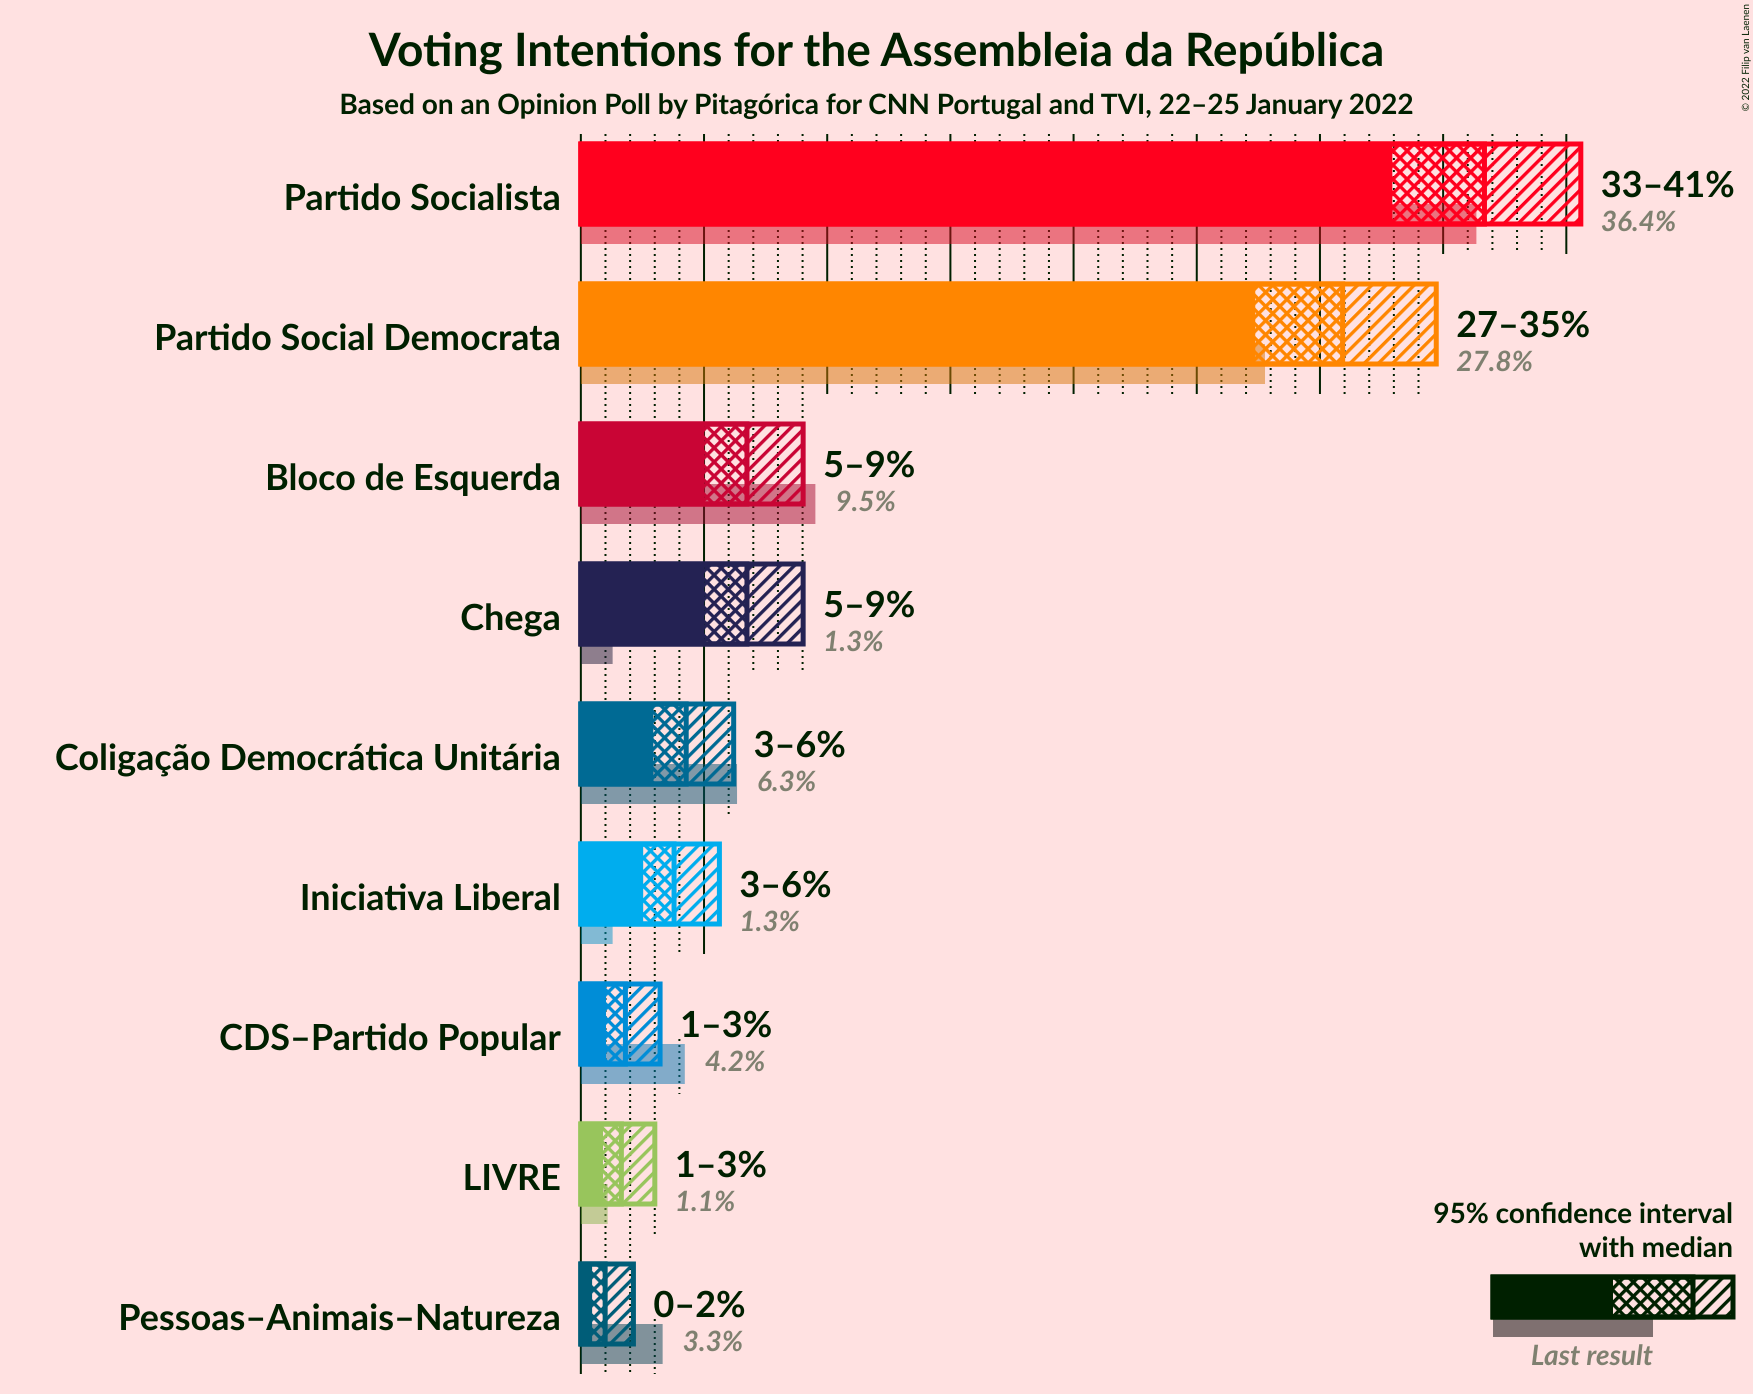 Voting Intentions for the Assembleia da República
Based on an Opinion Poll by Pitagórica for CNN Portugal and TVI, 22–25 January 2022
© 2022 Filip van Laenen
Partido Socialista
33–41%
36.4%
Partido Social Democrata
27–35%
27.8%
Bloco de Esquerda
5–9%
9.5%
Chega
5–9%
1.3%
Coligação Democrática Unitária
3–6%
6.3%
Iniciativa Liberal
3–6%
1.3%
CDS–Partido Popular
1–3%
4.2%
LIVRE
1–3%
1.1%
Pessoas–Animais–Natureza
0–2%
3.3%
95% confidence interval
with median
Last result